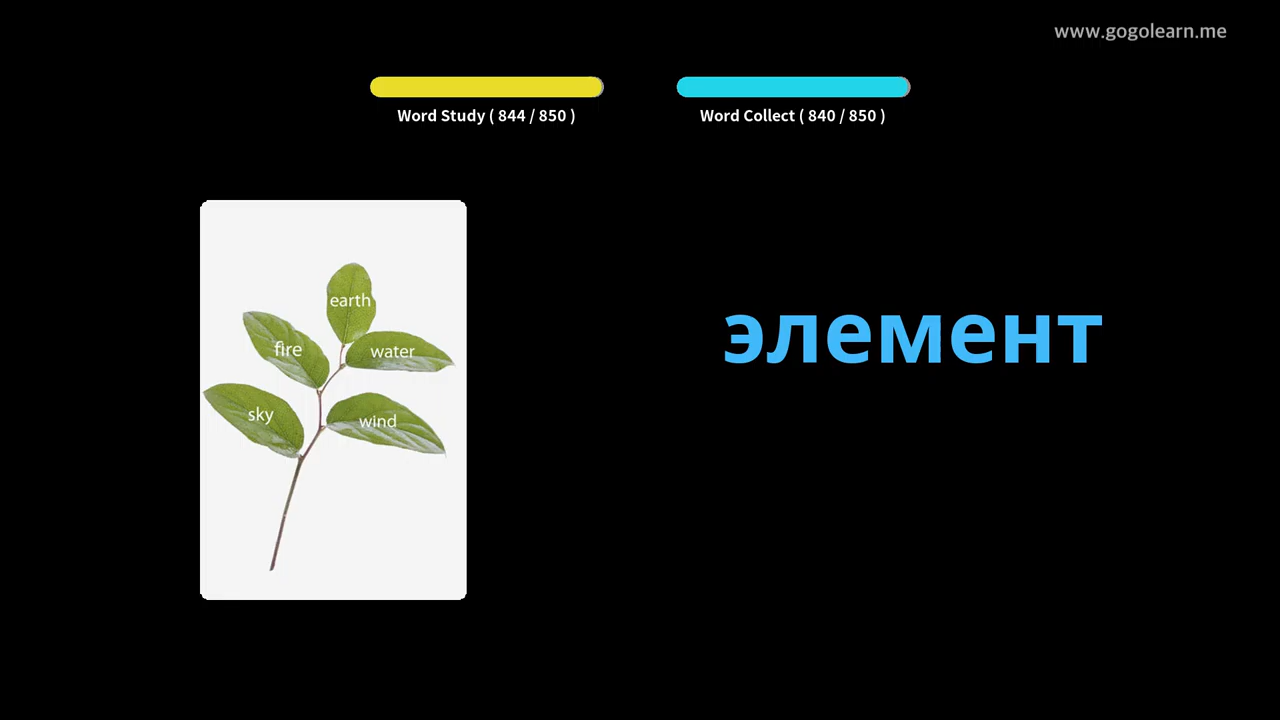 www.gogolearn.me
Word Study ( 844 / 850 )
Word Collect ( 840 / 850 )
earth
fire
water
sky
wind
элемент